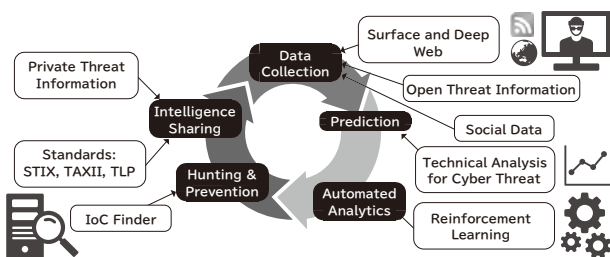 Surface and Deep
Web
Data
Collection
Private Threat
Information
Open Threat Information
Intelligence
Sharing
Prediction
Social Data
Standards:
STIX, TAXII, TLP
Technical Analysis
for Cyber Threat
Hunting &
Prevention
Automated
Analytics
IoC Finder
Reinforcement
Learning